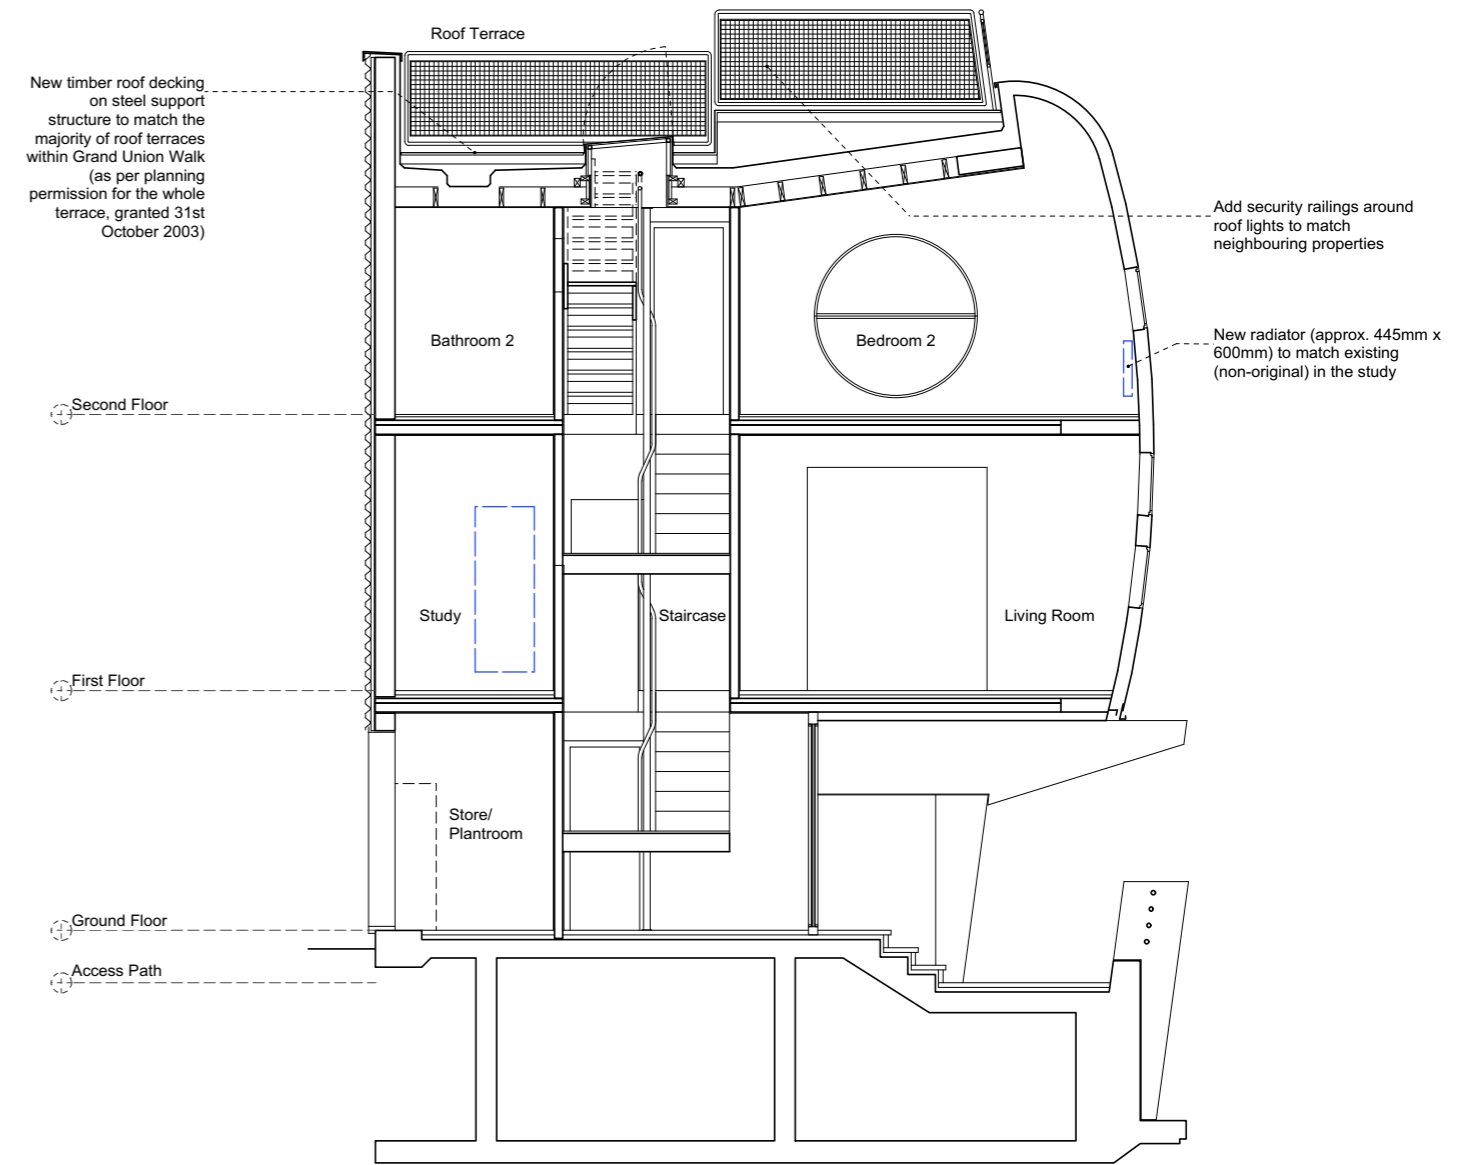 Roof Terrace
New timber roof decking
on steel support
structure to match the
majority of roof terraces
within Grand Union Walk
(as per planning
permission for the whole
terrace, granted 31st
October 2003)
Add security railings around
roof lights to match
neighbouring properties
Bathroom 2
Bedroom 2
New radiator (approx. 445mm x
600mm) to match existing
(non-original) in the study
Second Floor
Study
Staircase
Living Room
First Floor
Store/
Plantroom
Ground Floor
Access Path